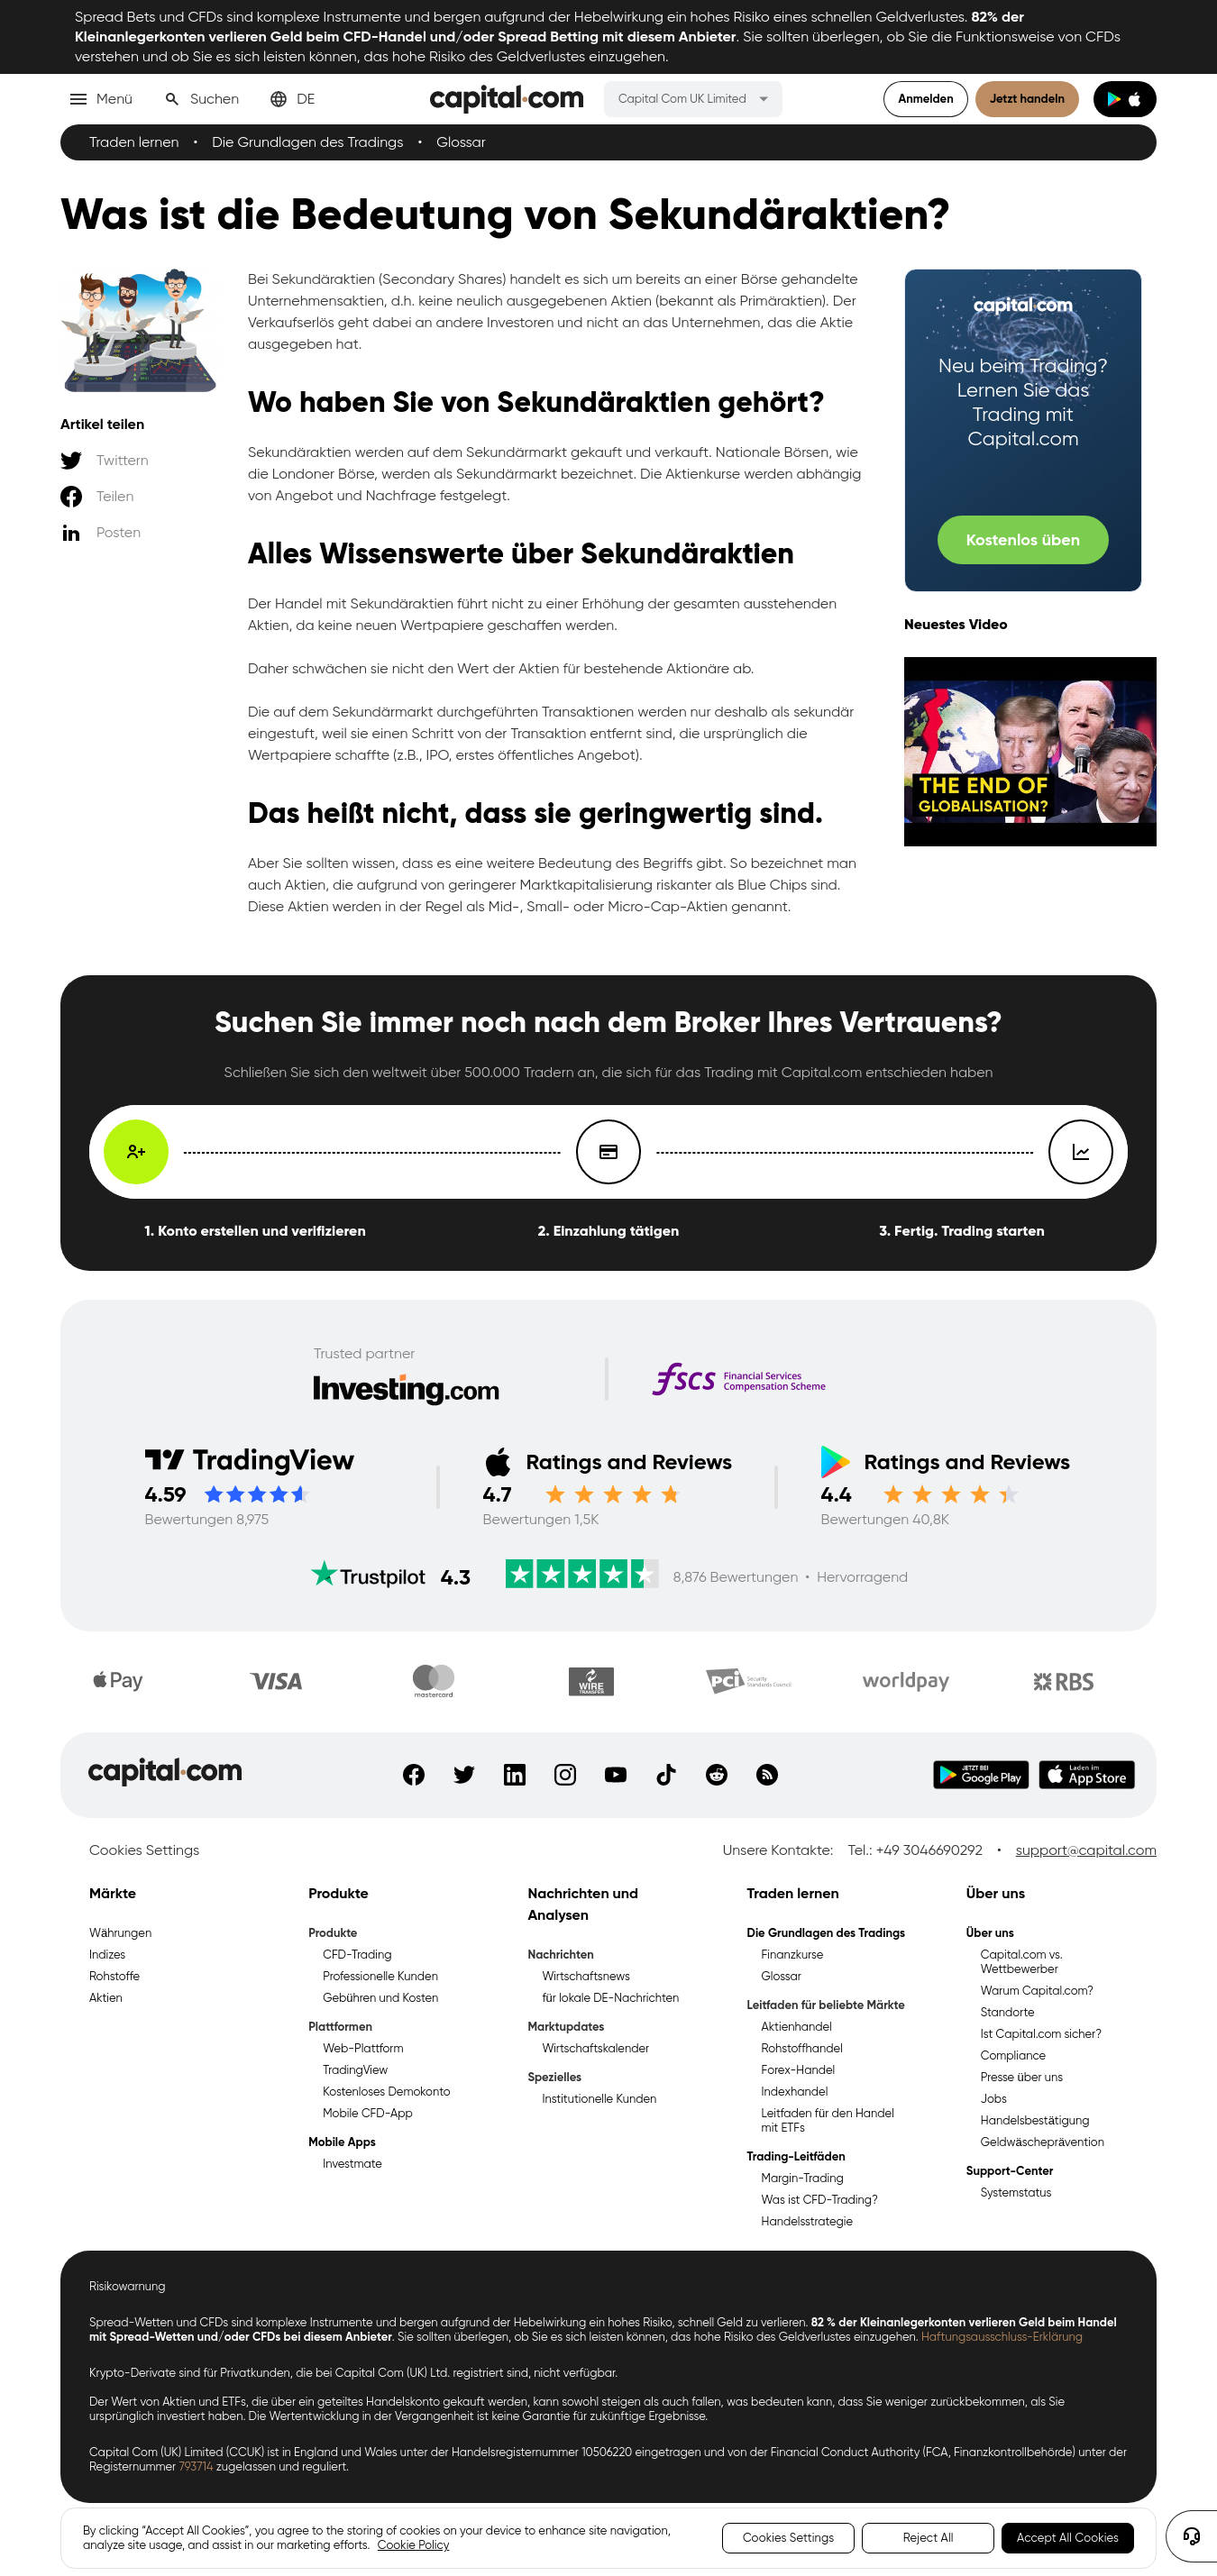 Spread Bets und CFDs sind komplexe Instrumente und bergen aufgrund der Hebelwirkung ein hohes Risiko eines schnellen Geldverlustes. 82% der
Kleinanlegerkonten verlieren Geld beim CFD-Handel und/oder Spread Betting mit diesem Anbieter. Sie sollten überlegen, ob Sie die Funktionsweise von CFDs
verstehen und ob Sie es sich leisten können, das hohe Risiko des Geldverlustes einzugehen.
Menü
Suchen
DE
capital.com
Capital Com UK Limited
Anmelden
Jetzt handeln
Traden lernen • Die Grundlagen des Tradings • Glossar
Was ist die Bedeutung von Sekundäraktien?
Artikel teilen
Twittern
Teilen
Posten
Bei Sekundäraktien (Secondary Shares) handelt es sich um bereits an einer Börse gehandelte
Unternehmensaktien, d.h. keine neulich ausgegebenen Aktien (bekannt als Primäraktien). Der
Verkaufserlös geht dabei an andere Investoren und nicht an das Unternehmen, das die Aktie
ausgegeben hat.
Wo haben Sie von Sekundäraktien gehört?
Sekundäraktien werden auf dem Sekundärmarkt gekauft und verkauft. Nationale Börsen, wie
die Londoner Börse, werden als Sekundärmarkt bezeichnet. Die Aktienkurse werden abhängig
von Angebot und Nachfrage festgelegt.
Alles Wissenswerte über Sekundäraktien
Der Handel mit Sekundäraktien führt nicht zu einer Erhöhung der gesamten ausstehenden
Aktien, da keine neuen Wertpapiere geschaffen werden.
Daher schwächen sie nicht den Wert der Aktien für bestehende Aktionäre ab.
Die auf dem Sekundärmarkt durchgeführten Transaktionen werden nur deshalb als sekundär
eingestuft, weil sie einen Schritt von der Transaktion entfernt sind, die ursprünglich die
Wertpapiere schaffte (z.B., IPO, erstes öffentliches Angebot).
Das heißt nicht, dass sie geringwertig sind.
Aber Sie sollten wissen, dass es eine weitere Bedeutung des Begriffs gibt. So bezeichnet man
auch Aktien, die aufgrund von geringerer Marktkapitalisierung riskanter als Blue Chips sind.
Diese Aktien werden in der Regel als Mid-, Small- oder Micro-Cap-Aktien genannt.
capital.com
Neu beim Trading?
Lernen Sie das
Trading mit
Capital.com
Kostenlos üben
Neuestes Video
THE END OF
GLOBALISATION?
Suchen Sie immer noch nach dem Broker Ihres Vertrauens?
Schließen Sie sich den weltweit über 500.000 Tradern an, die sich für das Trading mit Capital.com entschieden haben
1. Konto erstellen und verifizieren
2. Einzahlung tätigen
3. Fertig. Trading starten
Trusted partner
Investing.com
fscs Financial Services
Compensation Scheme
TradingView
4.59
Bewertungen 8,975
Ratings and Reviews
4.7
Bewertungen 1,5K
Ratings and Reviews
4.4
Bewertungen 40,8K
Trustpilot 4.3
8,876 Bewertungen • Hervorragend
Pay
VISA
mastercard
WIRE
TRANSFER
PCI Security
Standards Council
worldpay
RBS
capital.com
JETZT BEI
Google Play
Laden im
App Store
Cookies Settings
Unsere Kontakte: Tel.: +49 3046690292 • support@capital.com
Märkte
Währungen
Indizes
Rohstoffe
Aktien
Produkte
Produkte
CFD-Trading
Professionelle Kunden
Gebühren und Kosten
Plattformen
Web-Plattform
TradingView
Kostenloses Demokonto
Mobile CFD-App
Mobile Apps
Investmate
Nachrichten und
Analysen
Nachrichten
Wirtschaftsnews
für lokale DE-Nachrichten
Marktupdates
Wirtschaftskalender
Spezielles
Institutionelle Kunden
Traden lernen
Die Grundlagen des Tradings
Finanzkurse
Glossar
Leitfaden für beliebte Märkte
Aktienhandel
Rohstoffhandel
Forex-Handel
Indexhandel
Leitfaden für den Handel
mit ETFs
Trading-Leitfäden
Margin-Trading
Was ist CFD-Trading?
Handelsstrategie
Über uns
Über uns
Capital.com vs.
Wettbewerber
Warum Capital.com?
Standorte
Ist Capital.com sicher?
Compliance
Presse über uns
Jobs
Handelsbestätigung
Geldwäscheprävention
Support-Center
Systemstatus
Risikowarnung
Spread-Wetten und CFDs sind komplexe Instrumente und bergen aufgrund der Hebelwirkung ein hohes Risiko, schnell Geld zu verlieren. 82 % der Kleinanlegerkonten verlieren Geld beim Handel
mit Spread-Wetten und/oder CFDs bei diesem Anbieter. Sie sollten überlegen, ob Sie es sich leisten können, das hohe Risiko des Geldverlustes einzugehen. Haftungsausschluss-Erklärung
Krypto-Derivate sind für Privatkunden, die bei Capital Com (UK) Ltd. registriert sind, nicht verfügbar.
Der Wert von Aktien und ETFs, die über ein geteiltes Handelskonto gekauft werden, kann sowohl steigen als auch fallen, was bedeuten kann, dass Sie weniger zurückbekommen, als Sie
ursprünglich investiert haben. Die Wertentwicklung in der Vergangenheit ist keine Garantie für zukünftige Ergebnisse.
Capital Com (UK) Limited (CCUK) ist in England und Wales unter der Handelsregisternummer 10506220 eingetragen und von der Financial Conduct Authority (FCA, Finanzkontrollbehörde) unter der
Registernummer 793714 zugelassen und reguliert.
By clicking “Accept All Cookies”, you agree to the storing of cookies on your device to enhance site navigation,
analyze site usage, and assist in our marketing efforts. Cookie Policy
Cookies Settings
Reject All
Accept All Cookies